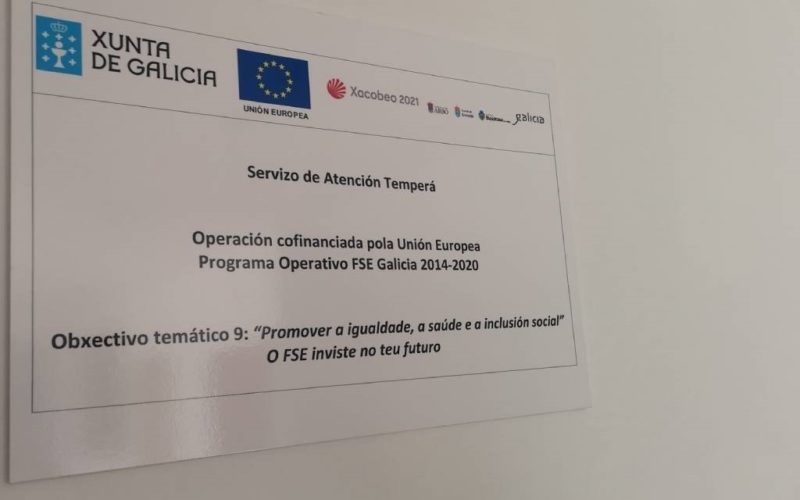 XUNTA
DE GALICIA
UNIÓN EUROPEA
Xacobeo 2021
galicia
Servizo de Atención Temperá
Operación cofinanciada pola Unión Europea
Programa Operativo FSE Galicia 2014-2020
Obxectivo temático 9: “Promover a igualdade, a saúde e a inclusión social”
O FSE inviste no teu futuro